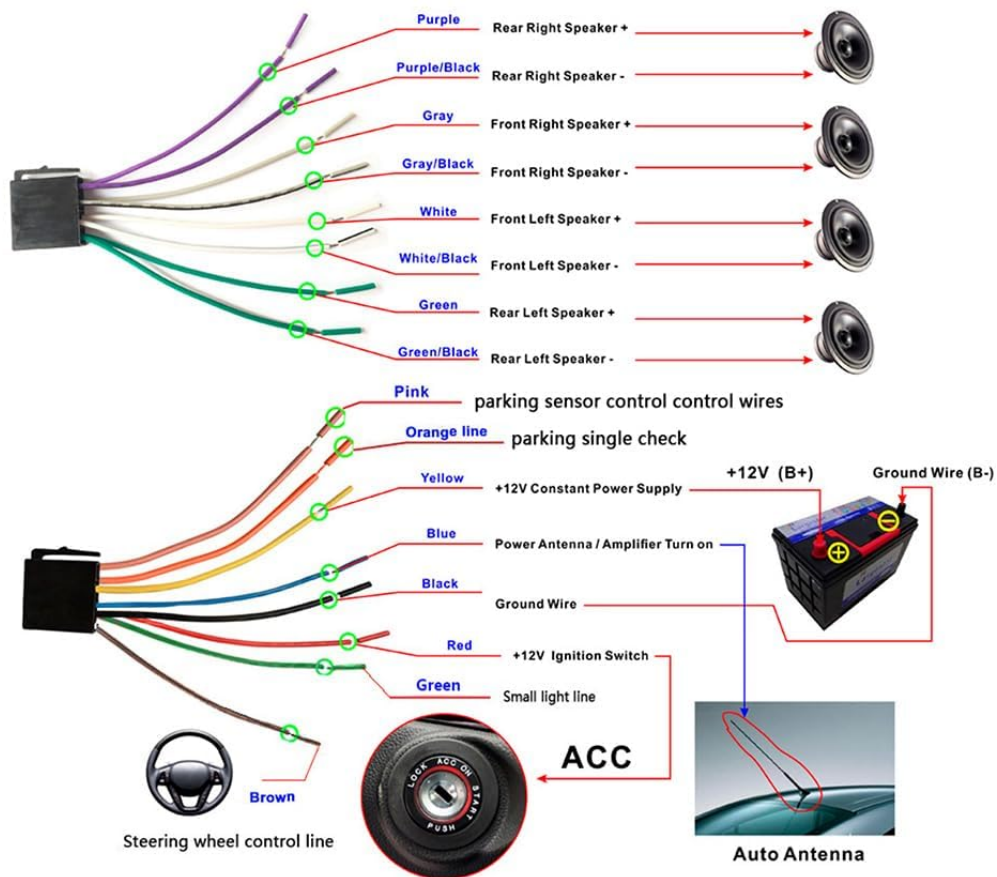 Purple
Rear Right Speaker +
Purple/Black
Rear Right Speaker -
Gray
Front Right Speaker +
Gray/Black
Front Right Speaker -
White
Front Left Speaker +
White/Black
Front Left Speaker -
Green
Rear Left Speaker +
Green/Black
Rear Left Speaker -
Pink
parking sensor control control wires
Orange line
parking single check
Yellow
+12V Constant Power Supply
+12V (B+)
Ground Wire (B-)
Blue
Power Antenna / Amplifier Turn on
Black
Ground Wire
Red
+12V Ignition Switch
Green
Small light line
LOCK ACC ON START
PUSH
ACC
Brown
Steering wheel control line
Auto Antenna